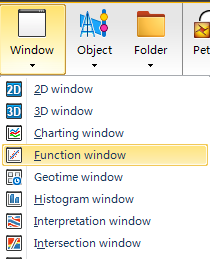 Window
Object
Folder
Pet
2D
2D window
3D
3D window
Charting window
Function window
Geotime window
Histogram window
Interpretation window
Intersection window